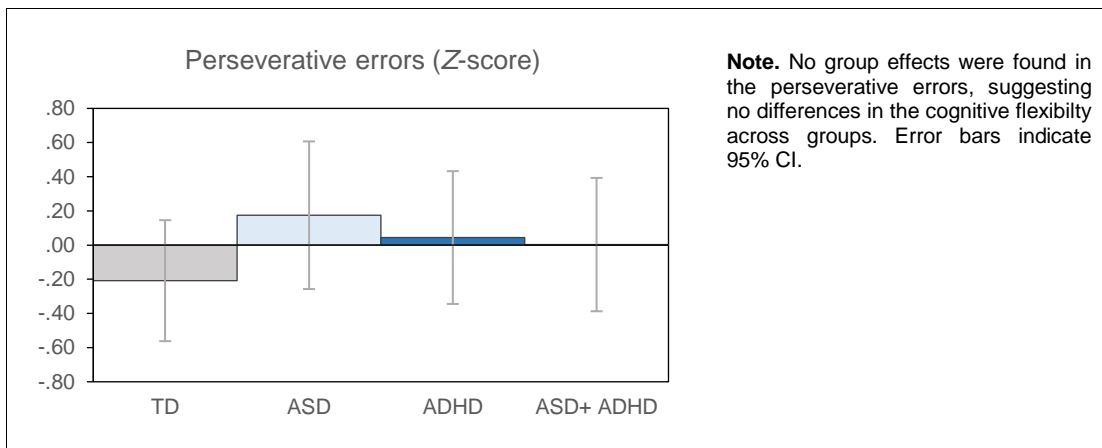 Perseverative errors (Z-score)
.80
.60
.40
.20
.00
-.20
-.40
-.60
-.80
TD ASD ADHD ASD+ ADHD
Note. No group effects were found in
the perseverative errors, suggesting
no differences in the cognitive flexibilty
across groups. Error bars indicate
95% CI.